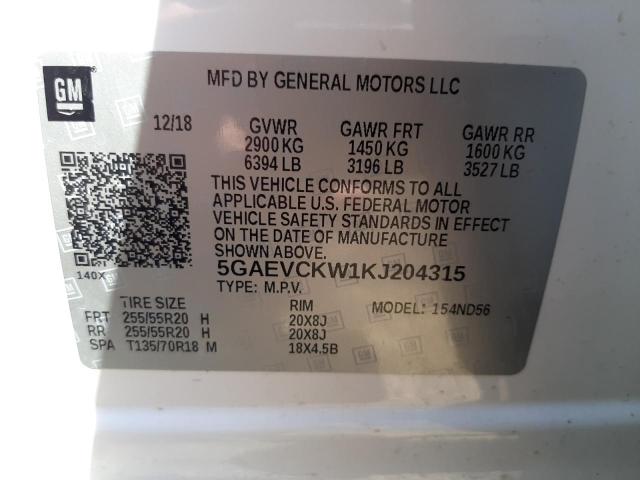 GM
MFD BY GENERAL MOTORS LLC
12/18 GVWR GAWR FRT GAWR RR
2900 KG 1450 KG 1600 KG
6394 LB 3196 LB 3527 LB
THIS VEHICLE CONFORMS TO ALL
APPLICABLE U.S. FEDERAL MOTOR
VEHICLE SAFETY STANDARDS IN EFFECT
ON THE DATE OF MANUFACTURE
SHOWN ABOVE
140X
5GAEVCKW1KJ204315
TYPE: M.P.V.
TIRE SIZE RIM MODEL: 154ND56
FRT 255/55R20 H 20X8J
RR 255/55R20 H 20X8J
SPA T135/70R18 M 18X4.5B